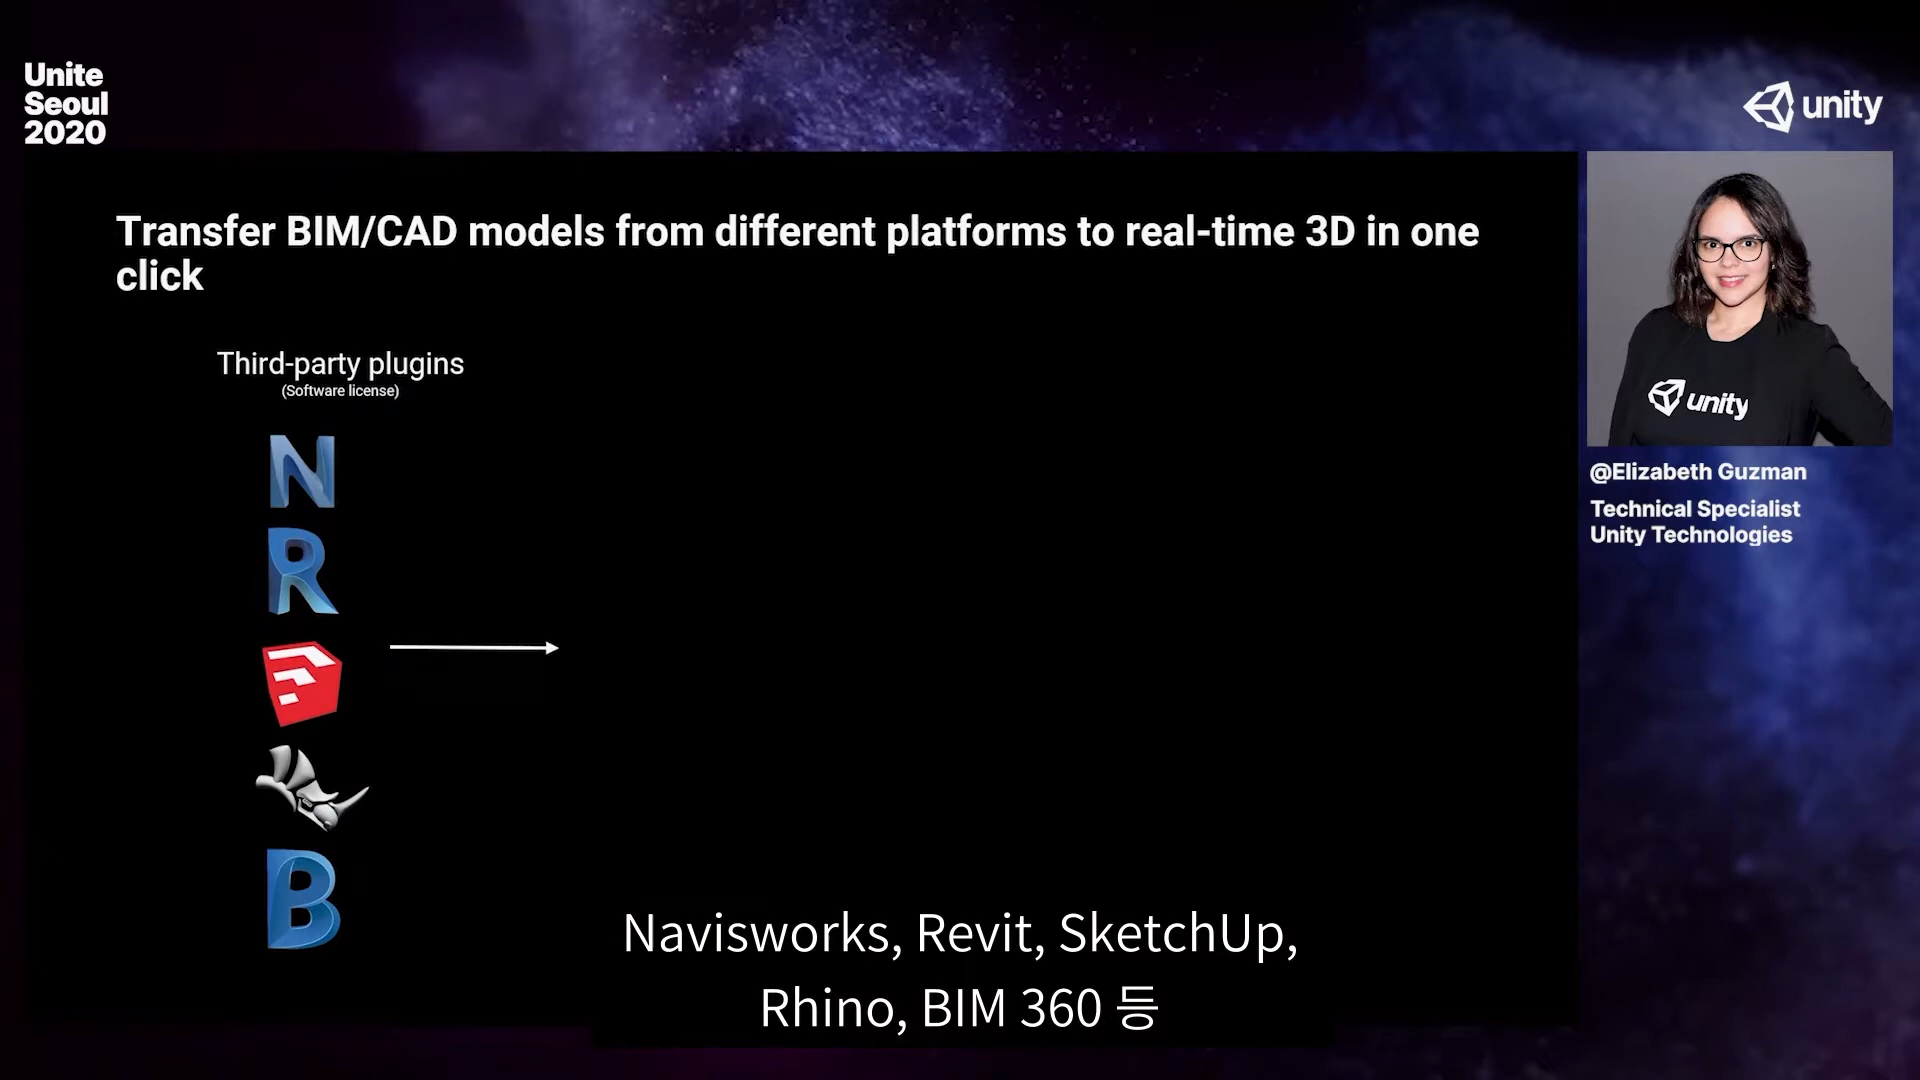 Unite
Seoul
2020
unity
Transfer BIM/CAD models from different platforms to real-time 3D in one
click
Third-party plugins
(Software license)
N
R
B
unity
@Elizabeth Guzman
Technical Specialist
Unity Technologies
Navisworks, Revit, SketchUp,
Rhino, BIM 360 등